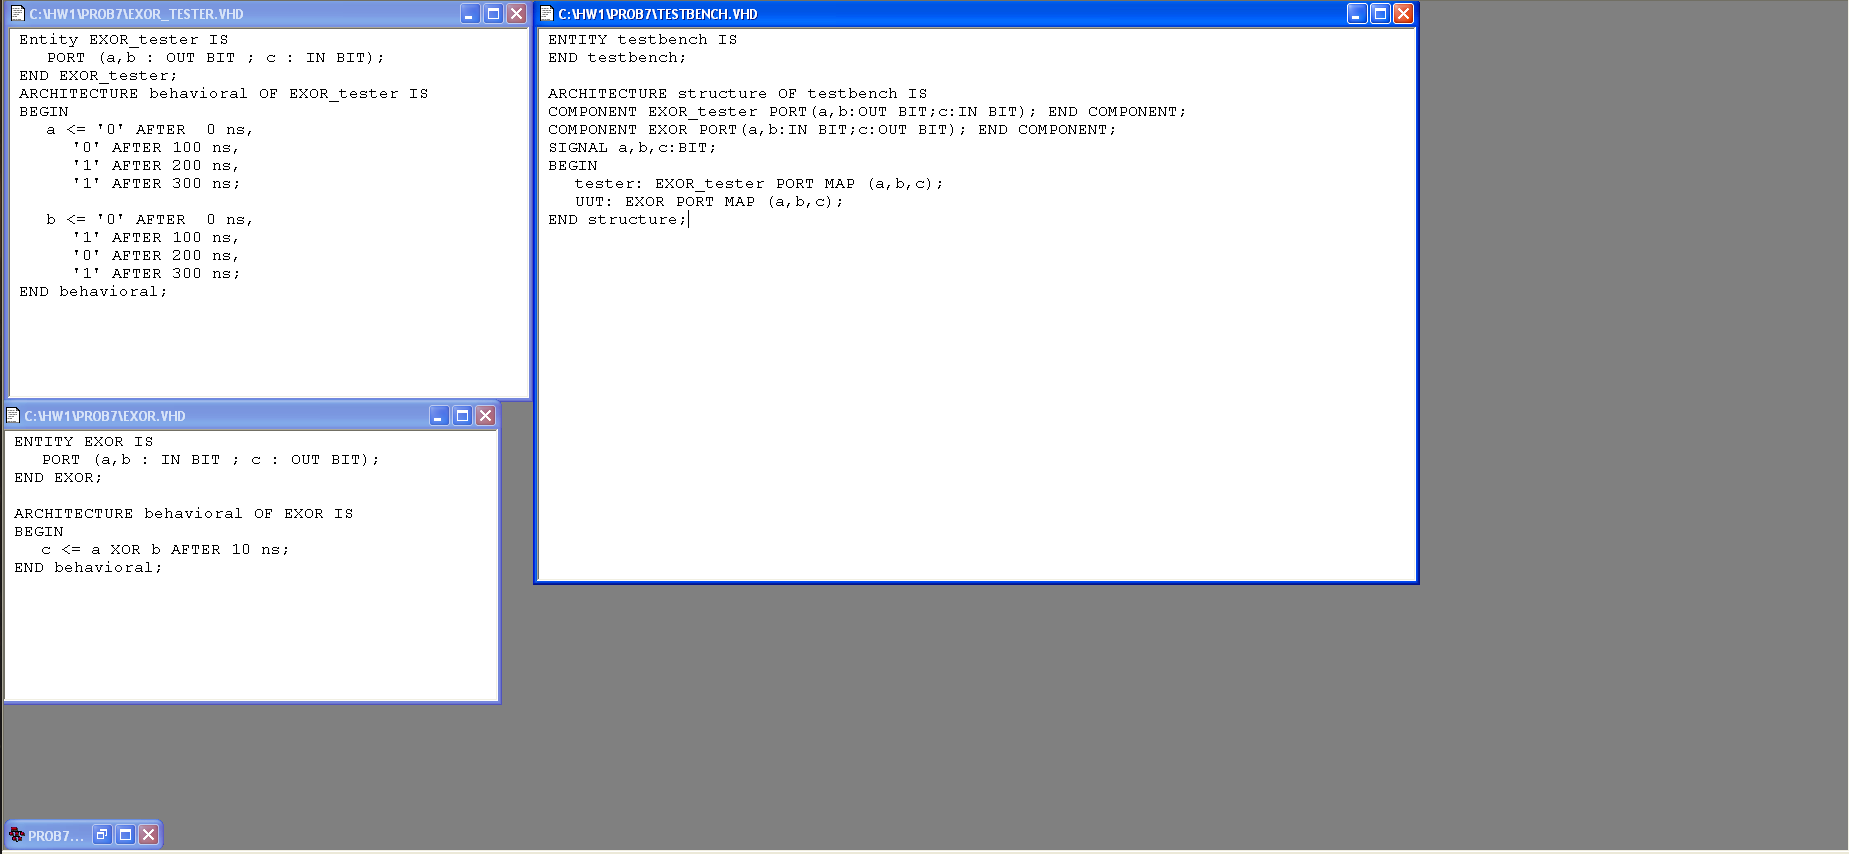 C:\HW1\PROB7\EXOR_TESTER.VHD
Entity EXOR_tester IS
PORT (a,b : OUT BIT ; c : IN BIT);
END EXOR_tester;
ARCHITECTURE behavioral OF EXOR_tester IS
BEGIN
a <= '0' AFTER  0 ns,
'0' AFTER 100 ns,
'1' AFTER 200 ns,
'1' AFTER 300 ns;
b <= '0' AFTER  0 ns,
'1' AFTER 100 ns,
'0' AFTER 200 ns,
'1' AFTER 300 ns;
END behavioral;
C:\HW1\PROB7\EXOR.VHD
ENTITY EXOR IS
PORT (a,b : IN BIT ; c : OUT BIT);
END EXOR;
ARCHITECTURE behavioral OF EXOR IS
BEGIN
c <= a XOR b AFTER 10 ns;
END behavioral;
C:\HW1\PROB7\TESTBENCH.VHD
ENTITY testbench IS
END testbench;
ARCHITECTURE structure OF testbench IS
COMPONENT EXOR_tester PORT(a,b:OUT BIT;c:IN BIT); END COMPONENT;
COMPONENT EXOR PORT(a,b:IN BIT;c:OUT BIT); END COMPONENT;
SIGNAL a,b,c:BIT;
BEGIN
tester: EXOR_tester PORT MAP (a,b,c);
UUT: EXOR PORT MAP (a,b,c);
END structure;
PROB7...